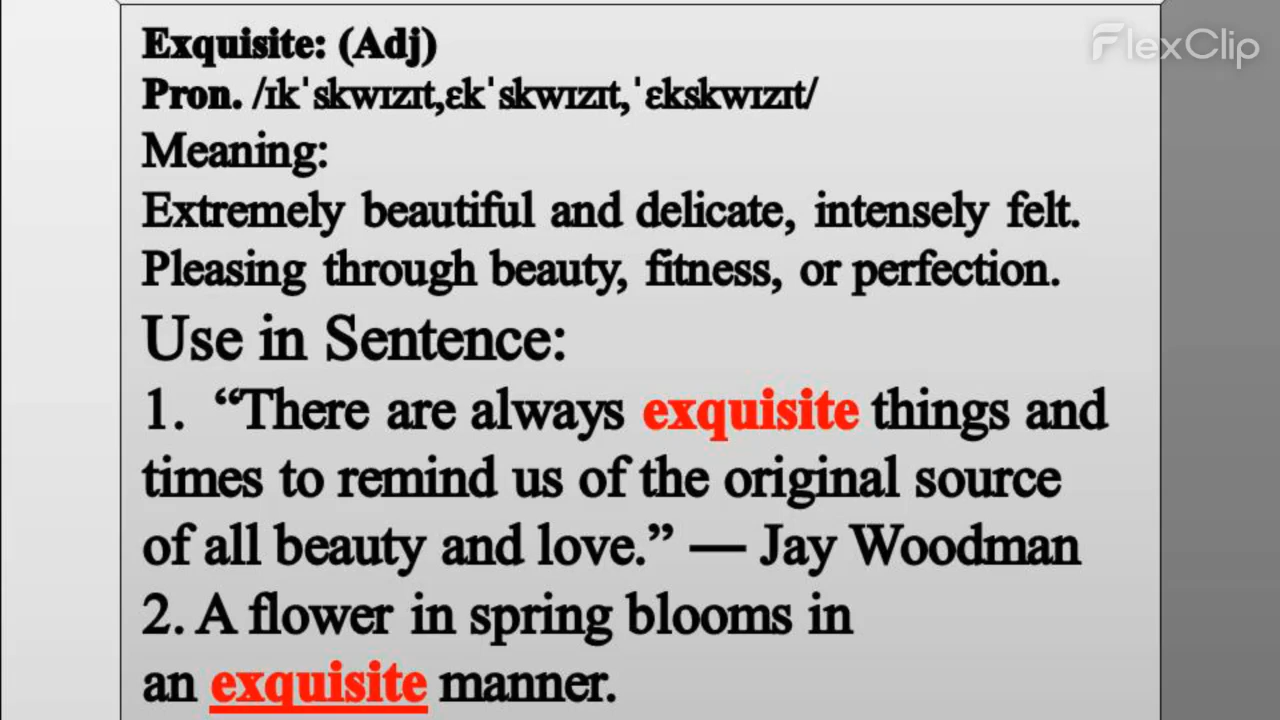 FlexClip
Exquisite: (Adj)
Pron. /ɪkˈskwɪzɪt,ɛkˈskwɪzɪt,ˈɛkskwɪzɪt/
Meaning:
Extremely beautiful and delicate, intensely felt.
Pleasing through beauty, fitness, or perfection.
Use in Sentence:
1. “There are always exquisite things and
times to remind us of the original source
of all beauty and love.” — Jay Woodman
2. A flower in spring blooms in
an exquisite manner.